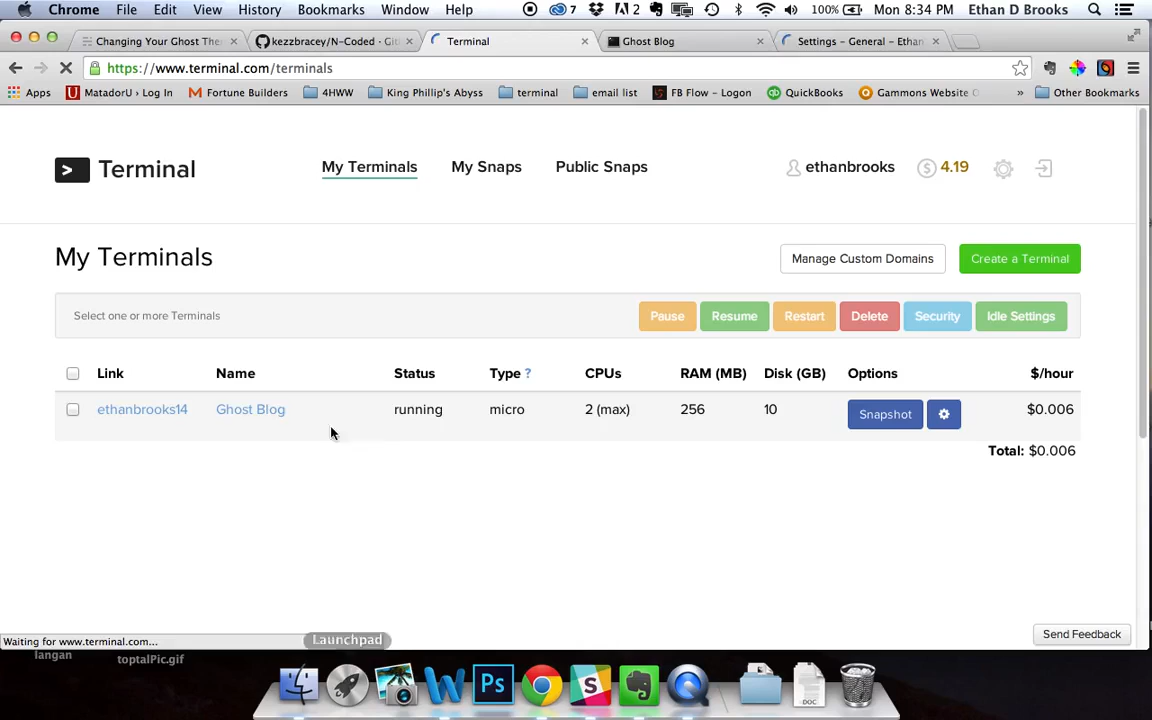 Chrome File Edit View History Bookmarks Window Help 7 2 100% Mon 8:34 PM Ethan D Brooks
Changing Your Ghost The kezzbracey/N-Coded · Git Terminal Ghost Blog Settings - General - Ethan
https://www.terminal.com/terminals
Apps MatadorU › Log In Fortune Builders 4HWW King Phillip's Abyss terminal email list FB Flow - Logon QuickBooks Gammons Website » Other Bookmarks
> Terminal My Terminals My Snaps Public Snaps ethanbrooks $ 4.19
My Terminals Manage Custom Domains Create a Terminal
Select one or more Terminals Pause Resume Restart Delete Security Idle Settings
Link Name Status Type ? CPUs RAM (MB) Disk (GB) Options $/hour
ethanbrooks14 Ghost Blog running micro 2 (max) 256 10 Snapshot $0.006
Total: $0.006
Send Feedback
Waiting for www.terminal.com...
Launchpad
langan
toptalPic.gif
Ps
DOC